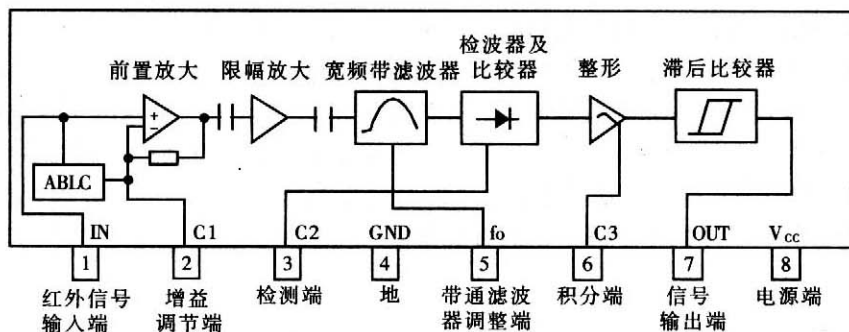 前置放大
限幅放大
宽频带滤波器
检波器及
比较器
整形
滞后比较器
+
−
ABLC
IN
C1
C2
GND
fo
C3
OUT
Vcc
1
2
3
4
5
6
7
8
红外信号
输入端
增益
调节端
检测端
地
带通滤波
器调整端
积分端
信号
输出端
电源端